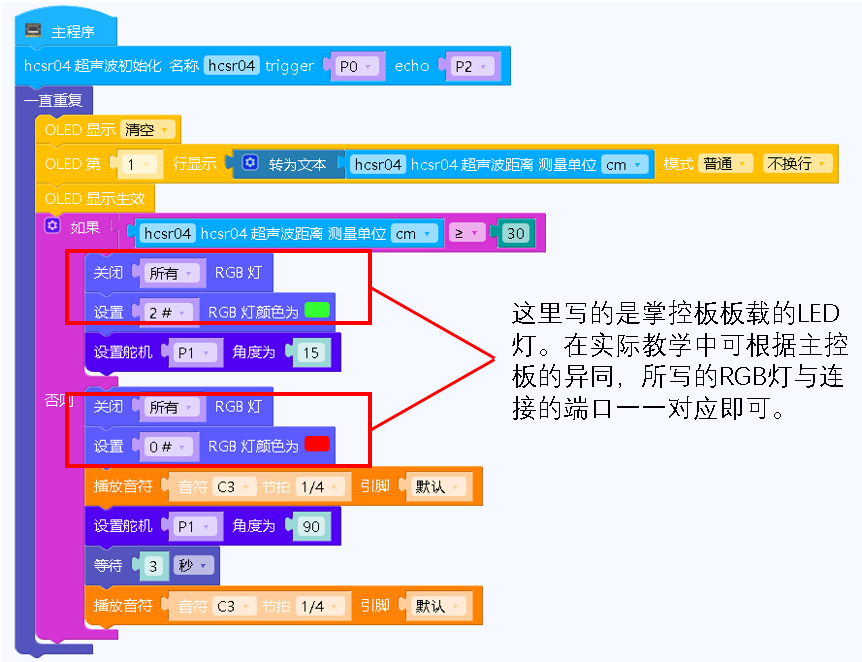 主程序
hcsr04 超声波初始化 名称 hcsr04 trigger P0 echo P2
一直重复
OLED 显示 清空
OLED 第 1 行显示 转为文本 hcsr04 hcsr04 超声波距离 测量单位 cm 模式 普通 不换行
OLED 显示生效
如果 hcsr04 hcsr04 超声波距离 测量单位 cm ≥ 30
关闭 所有 RGB 灯
设置 2 # RGB 灯颜色为
设置舵机 P1 角度为 15
否则
关闭 所有 RGB 灯
设置 0 # RGB 灯颜色为
播放音符 音符 C3 节拍 1/4 引脚 默认
设置舵机 P1 角度为 90
等待 3 秒
播放音符 音符 C3 节拍 1/4 引脚 默认
这里写的是掌控板板载的LED
灯。在实际教学中可根据主控
板的异同，所写的RGB灯与连
接的端口一一对应即可。